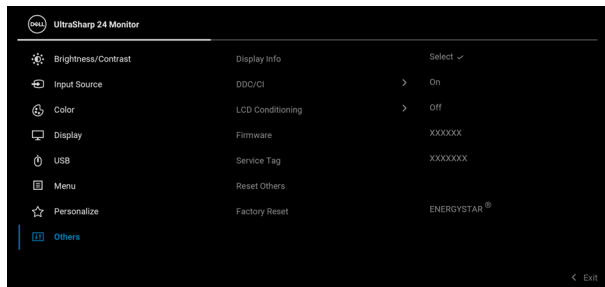 DELL UltraSharp 24 Monitor
Brightness/Contrast Display Info Select ✓
Input Source DDC/CI > On
Color LCD Conditioning > Off
Display Firmware XXXXXX
USB Service Tag XXXXXXX
Menu Reset Others
Personalize Factory Reset ENERGYSTAR ®
Others
< Exit